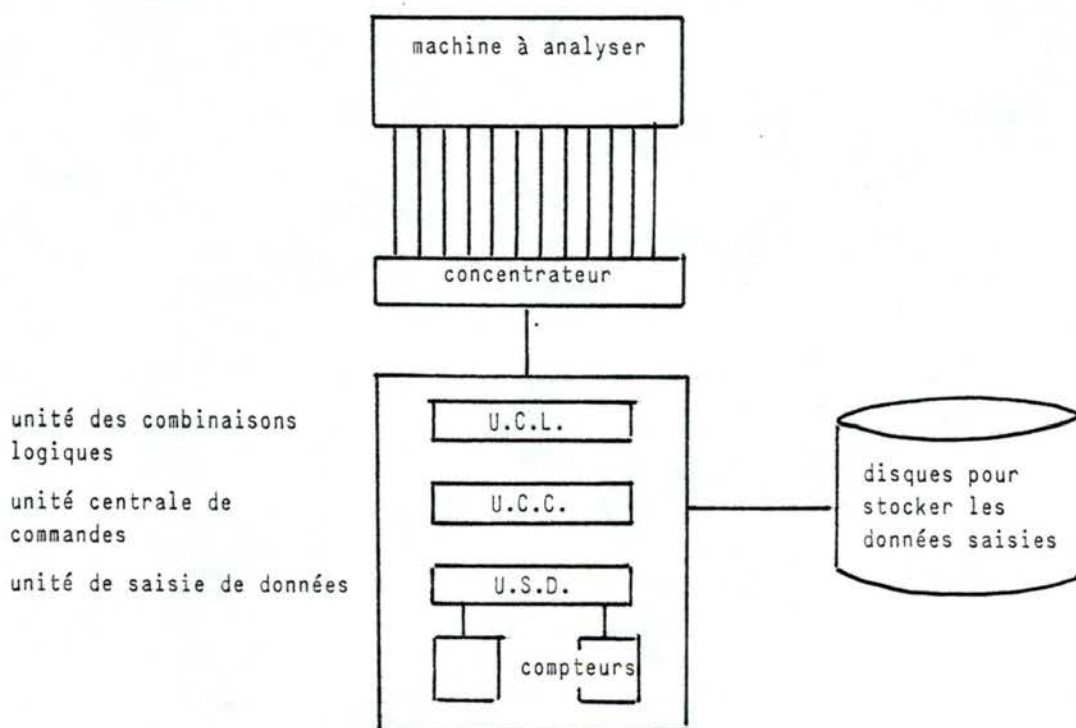 machine à analyser
concentrateur
unité des combinaisons
logiques
U.C.L.
unité centrale de
commandes
U.C.C.
unité de saisie de données
U.S.D.
compteurs
disques pour
stocker les
données saisies